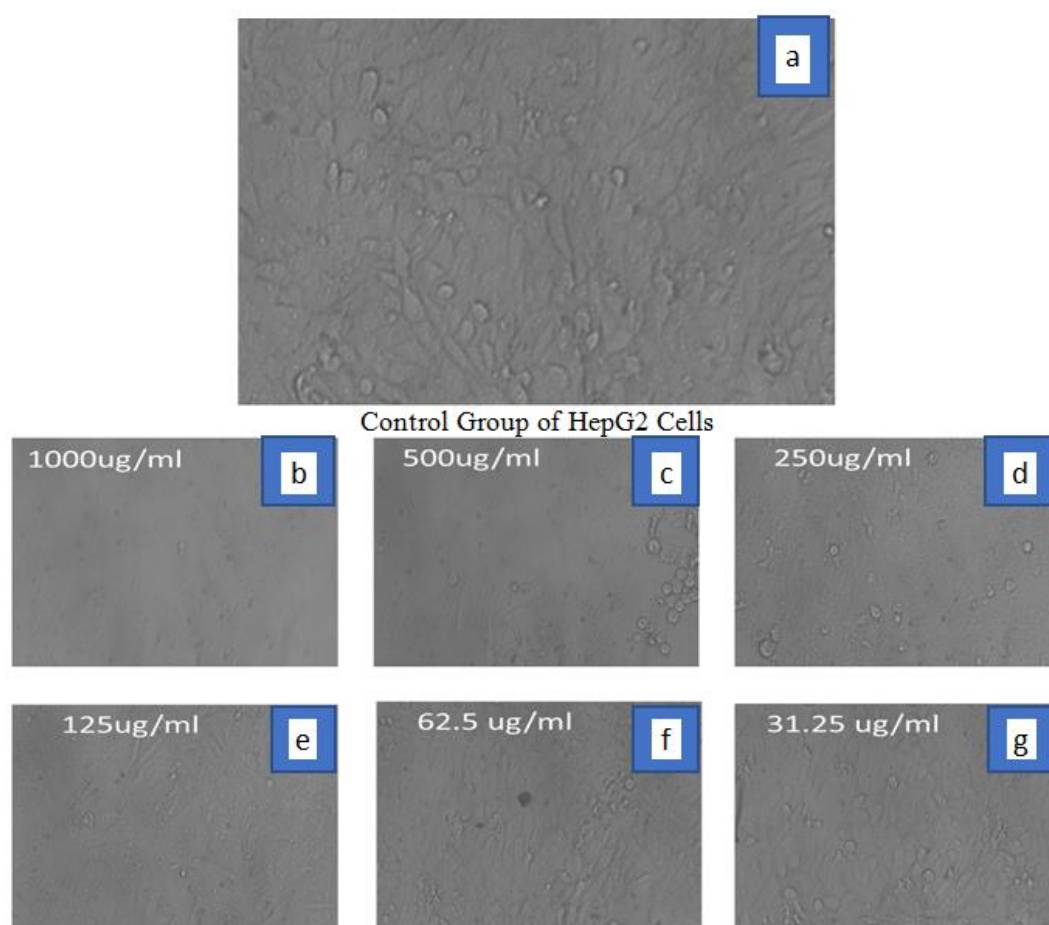 a
Control Group of HepG2 Cells
1000ug/ml b
500ug/ml c
250ug/ml d
125ug/ml e
62.5 ug/ml f
31.25 ug/ml g